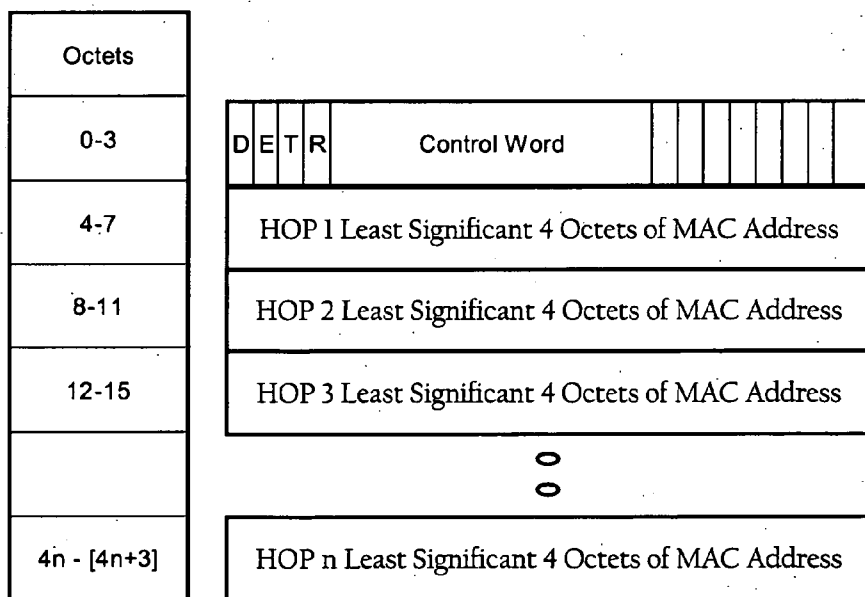 Octets
0-3
D E T R Control Word
4-7
HOP 1 Least Significant 4 Octets of MAC Address
8-11
HOP 2 Least Significant 4 Octets of MAC Address
12-15
HOP 3 Least Significant 4 Octets of MAC Address
4n - [4n+3]
HOP n Least Significant 4 Octets of MAC Address